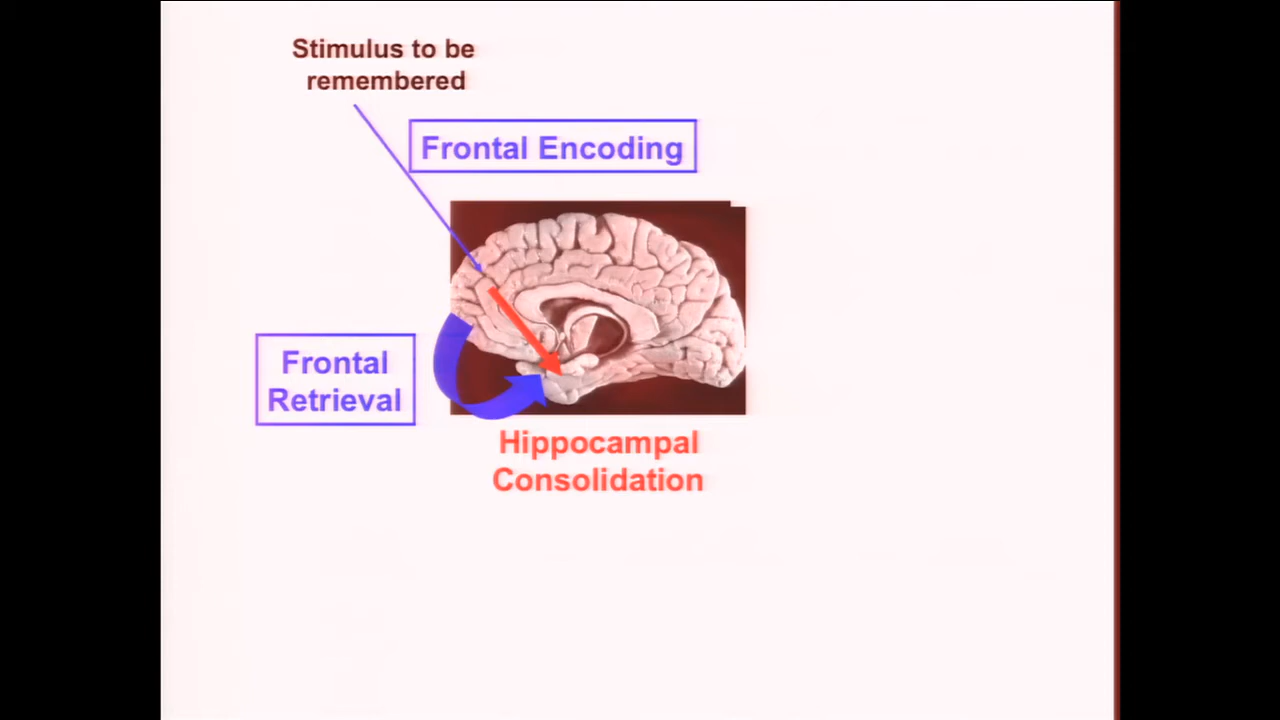 Stimulus to be
remembered
Frontal Encoding
Frontal
Retrieval
Hippocampal
Consolidation